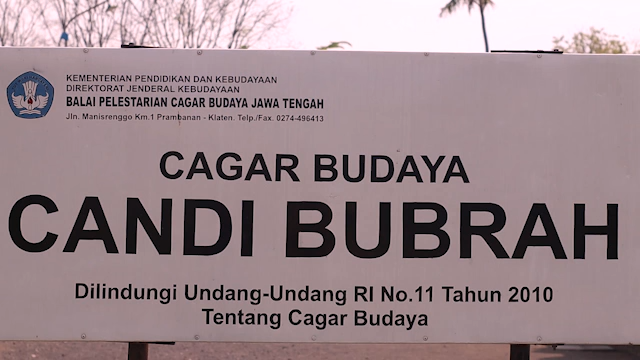 KEMENTERIAN PENDIDIKAN DAN KEBUDAYAAN
DIREKTORAT JENDERAL KEBUDAYAAN
BALAI PELESTARIAN CAGAR BUDAYA JAWA TENGAH
Jln. Manisrenggo Km.1 Prambanan - Klaten. Telp./Fax. 0274-496413
CAGAR BUDAYA
CANDI BUBRAH
Dilindungi Undang-Undang RI No.11 Tahun 2010
Tentang Cagar Budaya